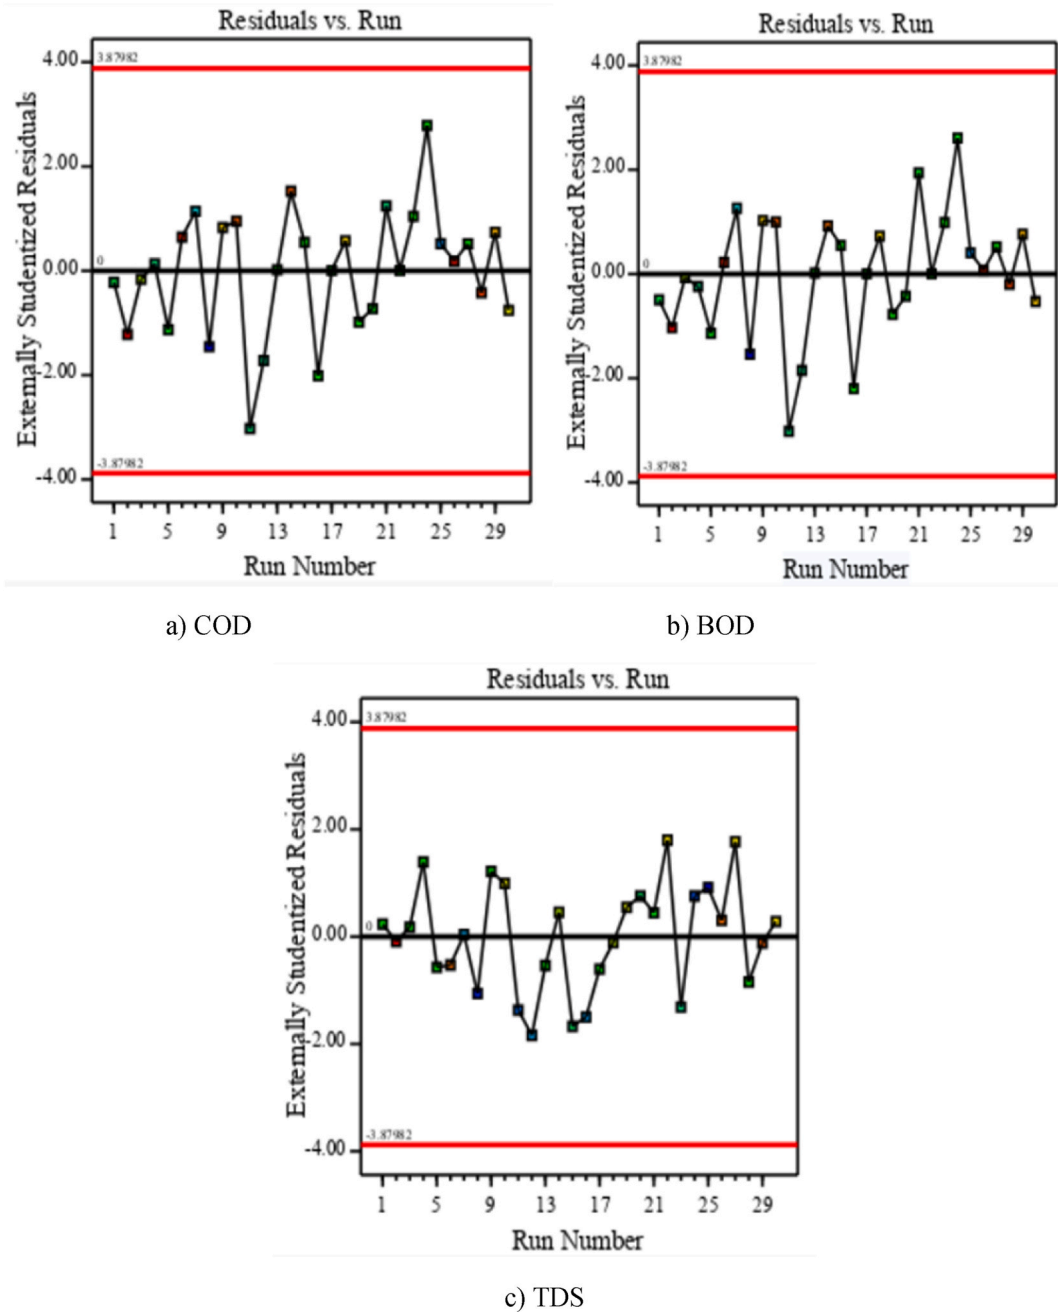 Residuals vs. Run
Externally Studentized Residuals
4.00
3.87982
2.00
0
0.00
-2.00
-3.87982
-4.00
1 5 9 13 17 21 25 29
Run Number
a) COD
Residuals vs. Run
Externally Studentized Residuals
4.00
3.87982
2.00
0
0.00
-2.00
-3.87982
-4.00
1 5 9 13 17 21 25 29
Run Number
b) BOD
Residuals vs. Run
Externally Studentized Residuals
4.00
3.87982
2.00
0
0.00
-2.00
-3.87982
-4.00
1 5 9 13 17 21 25 29
Run Number
c) TDS